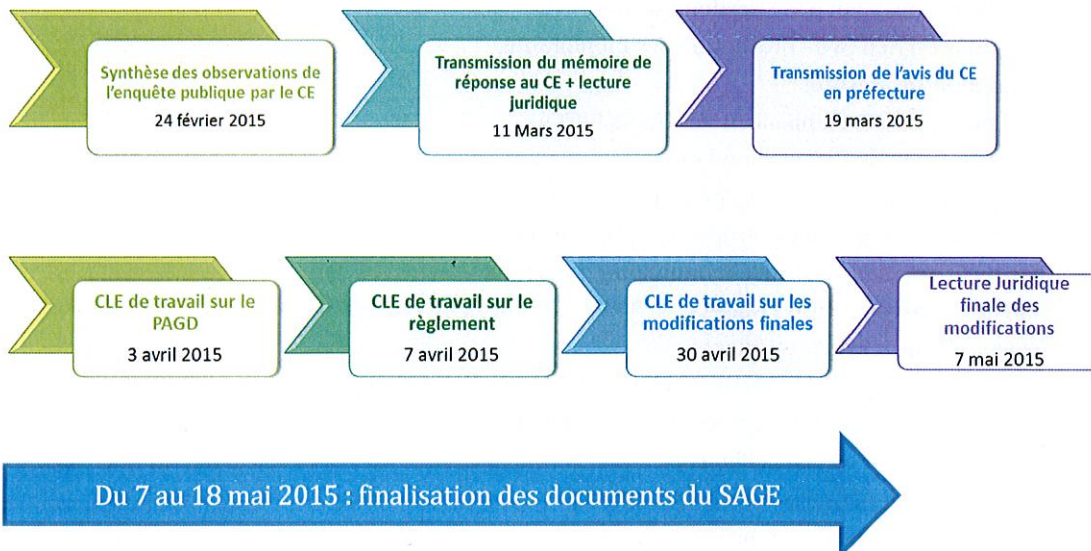 Synthèse des observations de
l'enquête publique par le CE
24 février 2015
Transmission du mémoire de
réponse au CE + lecture
juridique
11 Mars 2015
Transmission de l'avis du CE
en préfecture
19 mars 2015
CLE de travail sur le
PAGD
3 avril 2015
CLE de travail sur le
règlement
7 avril 2015
CLE de travail sur les
modifications finales
30 avril 2015
Lecture Juridique
finale des
modifications
7 mai 2015
Du 7 au 18 mai 2015 : finalisation des documents du SAGE